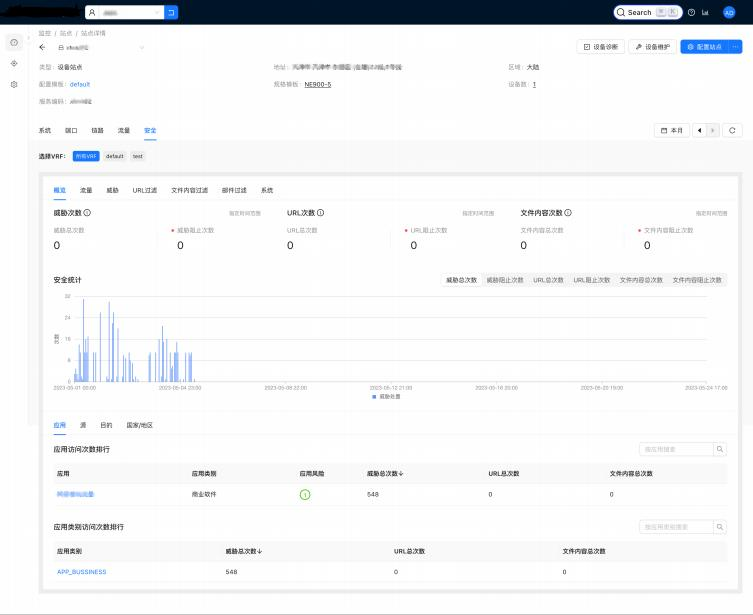 Search ⌘ K
AD
监控 / 站点 / 站点详情
设备诊断 设备维护 配置站点 ···
类型: 设备站点 地址: 区域: 大陆
配置模板: default 规格模板: NE900-5 设备数: 1
服务编码:
系统 端口 链路 流量 安全
本月
选择VRF: 所有VRF default test
概览 流量 威胁 URL过滤 文件内容过滤 邮件过滤 系统
威胁次数 指定时间范围 URL次数 指定时间范围 文件内容次数 指定时间范围
威胁总次数 威胁阻止次数 URL总次数 URL阻止次数 文件内容总次数 文件内容阻止次数
0 0 0 0 0 0
安全统计 威胁总次数 威胁阻止次数 URL总次数 URL阻止次数 文件内容总次数 文件内容阻止次数
32
24
次数
16
8
0
2023-05-01 00:00 2023-05-04 23:00 2023-05-08 22:00 2023-05-12 21:00 2023-05-16 20:00 2023-05-20 19:00 2023-05-24 17:00
威胁处置
应用 源 目的 国家/地区
应用访问次数排行 按应用搜索
应用 应用类别 应用风险 威胁总次数↓ URL总次数 文件内容总次数
商业软件 1 548 0 0
应用类别访问次数排行 按应用类别搜索
应用类别 威胁总次数↓ URL总次数 文件内容总次数
APP_BUSSINESS 548 0 0